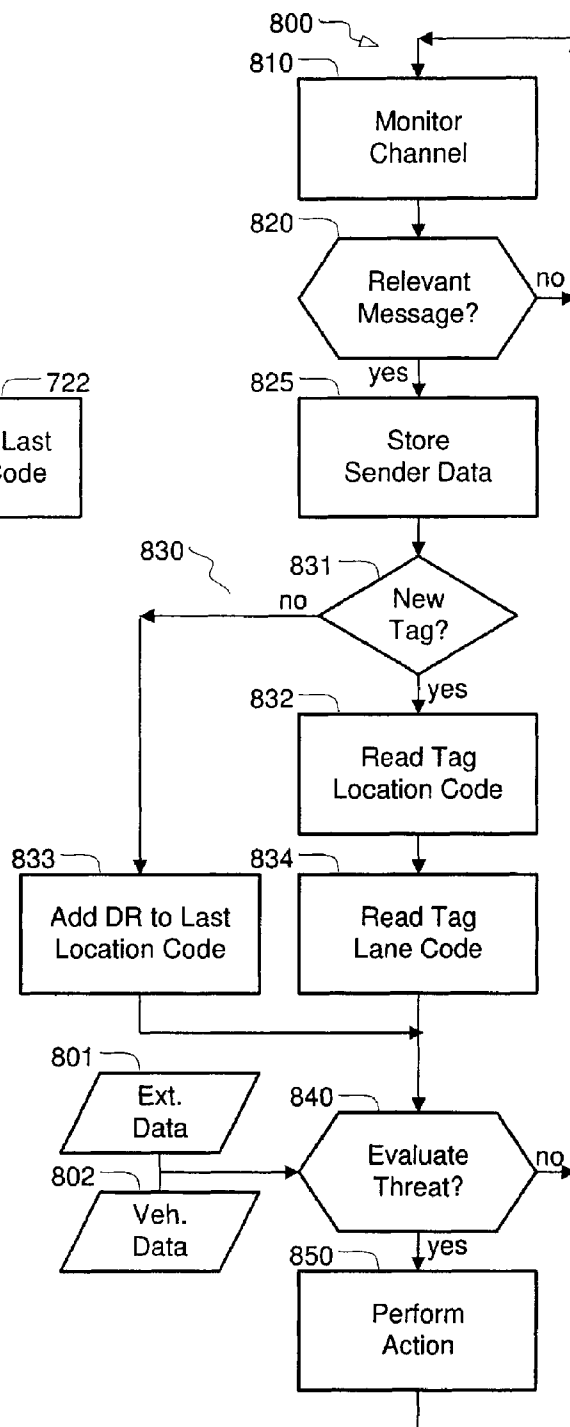 800
810
Monitor
Channel
820
Relevant
Message?
no
yes
722
Last
825
Store
Sender Data
830
831
no
New
Tag?
yes
832
Read Tag
Location Code
833
Add DR to Last
Location Code
834
Read Tag
Lane Code
801
Ext.
Data
802
Veh.
Data
840
Evaluate
Threat?
no
yes
850
Perform
Action